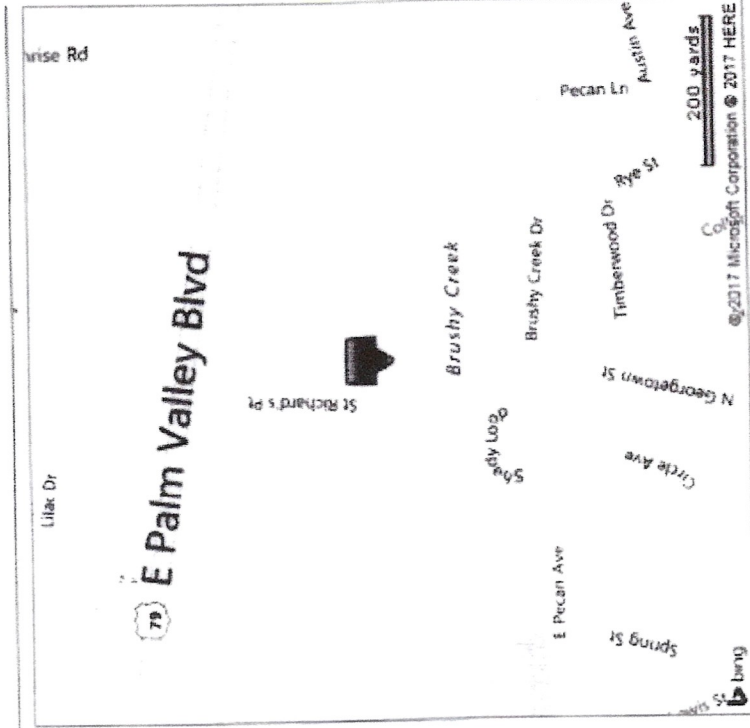 Rd
Lilac Dr
79
E Palm Valley Blvd
St Richard's Pt
Brushy Creek
Shady Loop
Brushy Creek Dr
E Pecan Ave
Pecan Ln
Timberwood Dr
Rye St
Austin Ave
N Georgetown St
Circle Ave
Spring St
St
200 yards
bing
© 2017 Microsoft Corporation © 2017 HERE